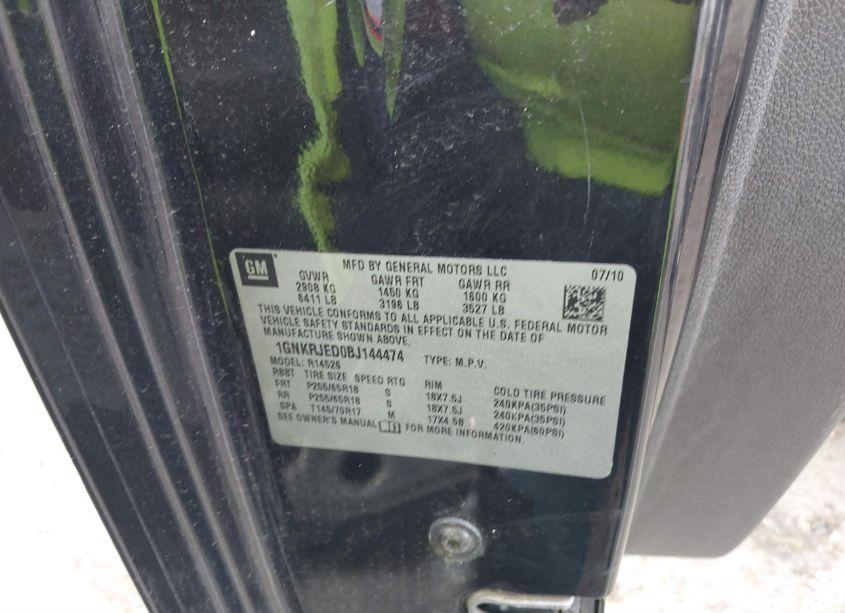 GM
MFD BY GENERAL MOTORS LLC 07/10
GVWR GAWR FRT GAWR RR
2908 KG 1450 KG 1600 KG
6411 LB 3196 LB 3527 LB
THIS VEHICLE CONFORMS TO ALL APPLICABLE U.S. FEDERAL MOTOR
VEHICLE SAFETY STANDARDS IN EFFECT ON THE DATE OF
MANUFACTURE SHOWN ABOVE.
1GNKRJED0BJ144474 TYPE: M.P.V.
MODEL: R14526
RBBT TIRE SIZE SPEED RTG RIM COLD TIRE PRESSURE
FRT P255/65R18 S 18X7.5J 240KPA(35PSI)
RR P255/65R18 S 18X7.5J 240KPA(35PSI)
SPA T145/70R17 M 17X4.5B 420KPA(60PSI)
SEE OWNER'S MANUAL FOR MORE INFORMATION.